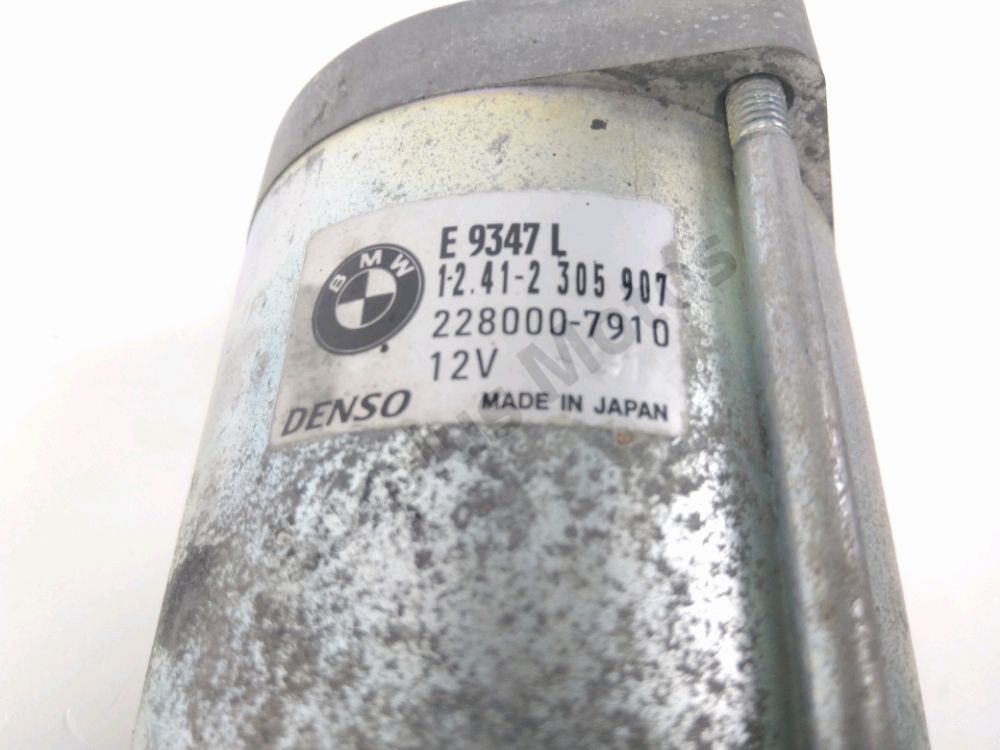 BMW
E 9347 L
1-2.41-2 305 907
228000-7910
12V
DENSO
MADE IN JAPAN